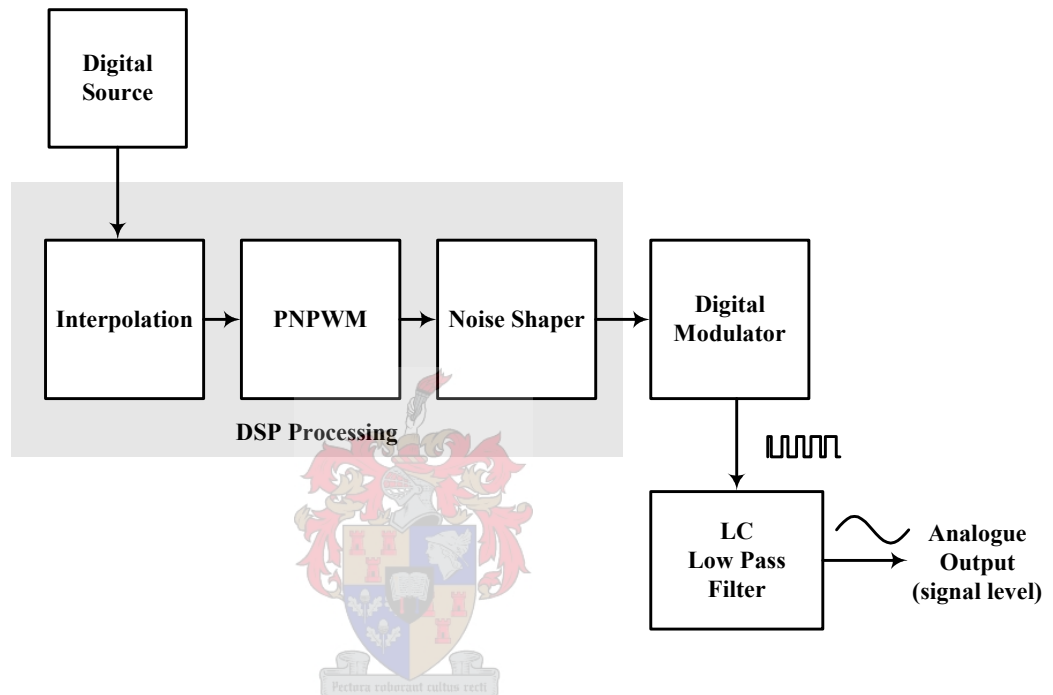 Digital
Source
Interpolation
PNPWM
Noise Shaper
Digital
Modulator
DSP Processing
LC
Low Pass
Filter
Analogue
Output
(signal level)
Pectora roborant cultus recti